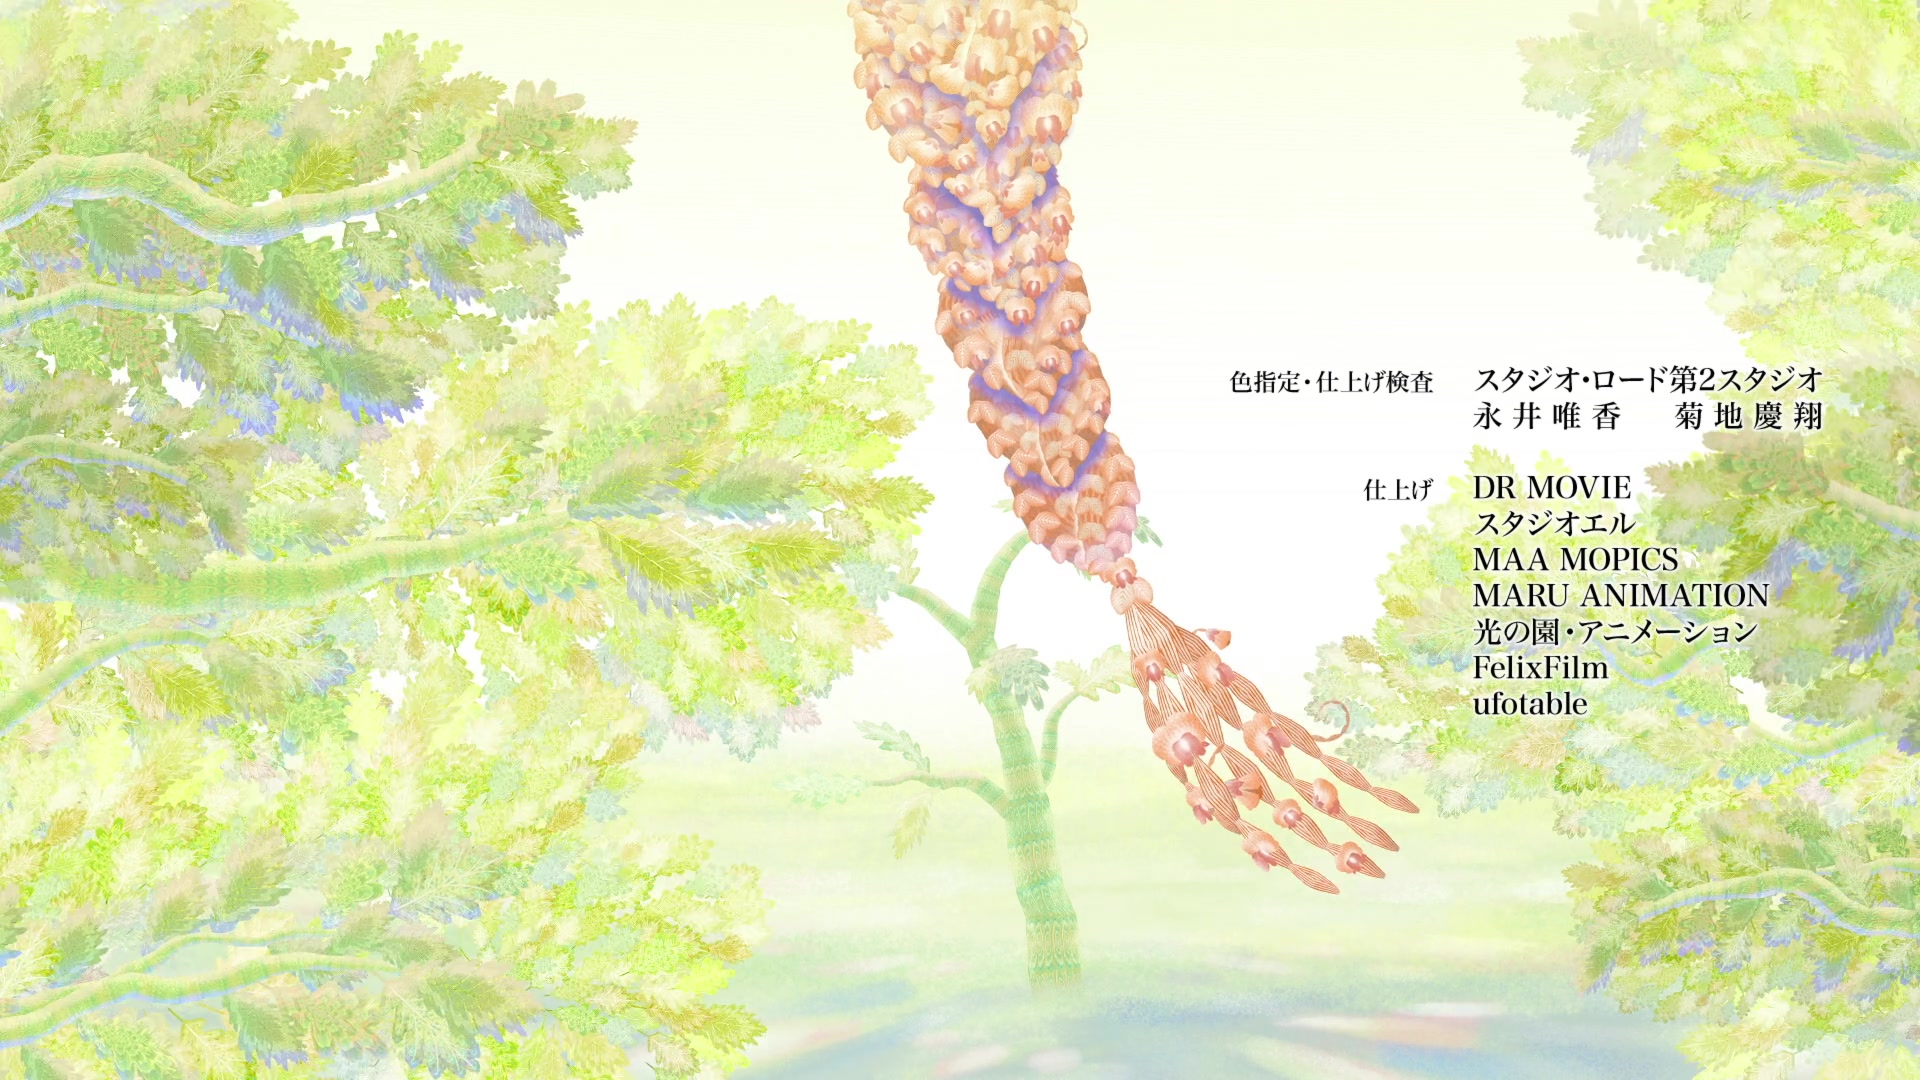 色指定・仕上げ検査 スタジオ・ロード第2スタジオ
永井唯香 菊地慶翔
仕上げ DR MOVIE
スタジオエル
MAA MOPICS
MARU ANIMATION
光の園・アニメーション
FelixFilm
ufotable